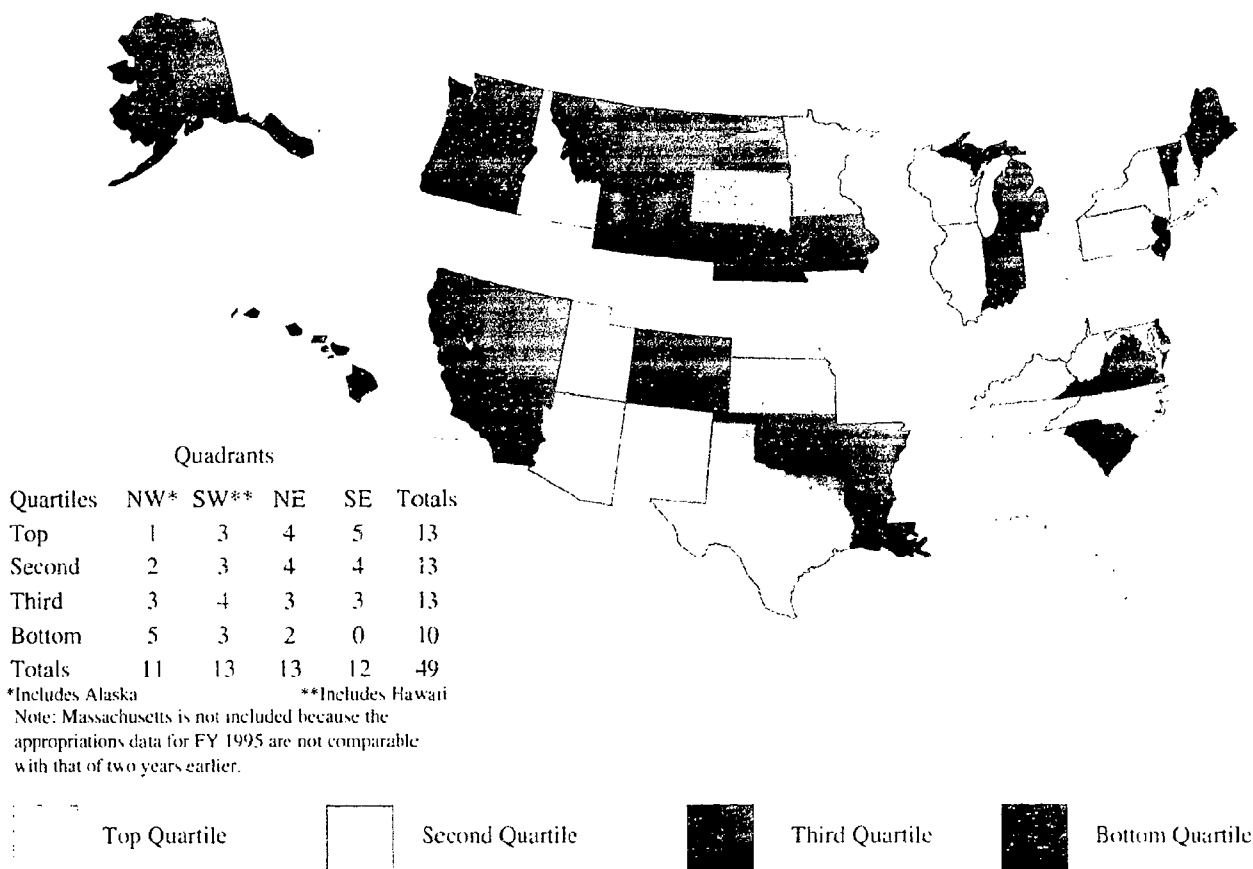 Quadrants
Quartiles NW* SW** NE SE Totals
Top 1 3 4 5 13
Second 2 3 4 4 13
Third 3 4 3 3 13
Bottom 5 3 2 0 10
Totals 11 13 13 12 49
*Includes Alaska **Includes Hawaii
Note: Massachusetts is not included because the
appropriations data for FY 1995 are not comparable
with that of two years earlier.
Top Quartile Second Quartile Third Quartile Bottom Quartile